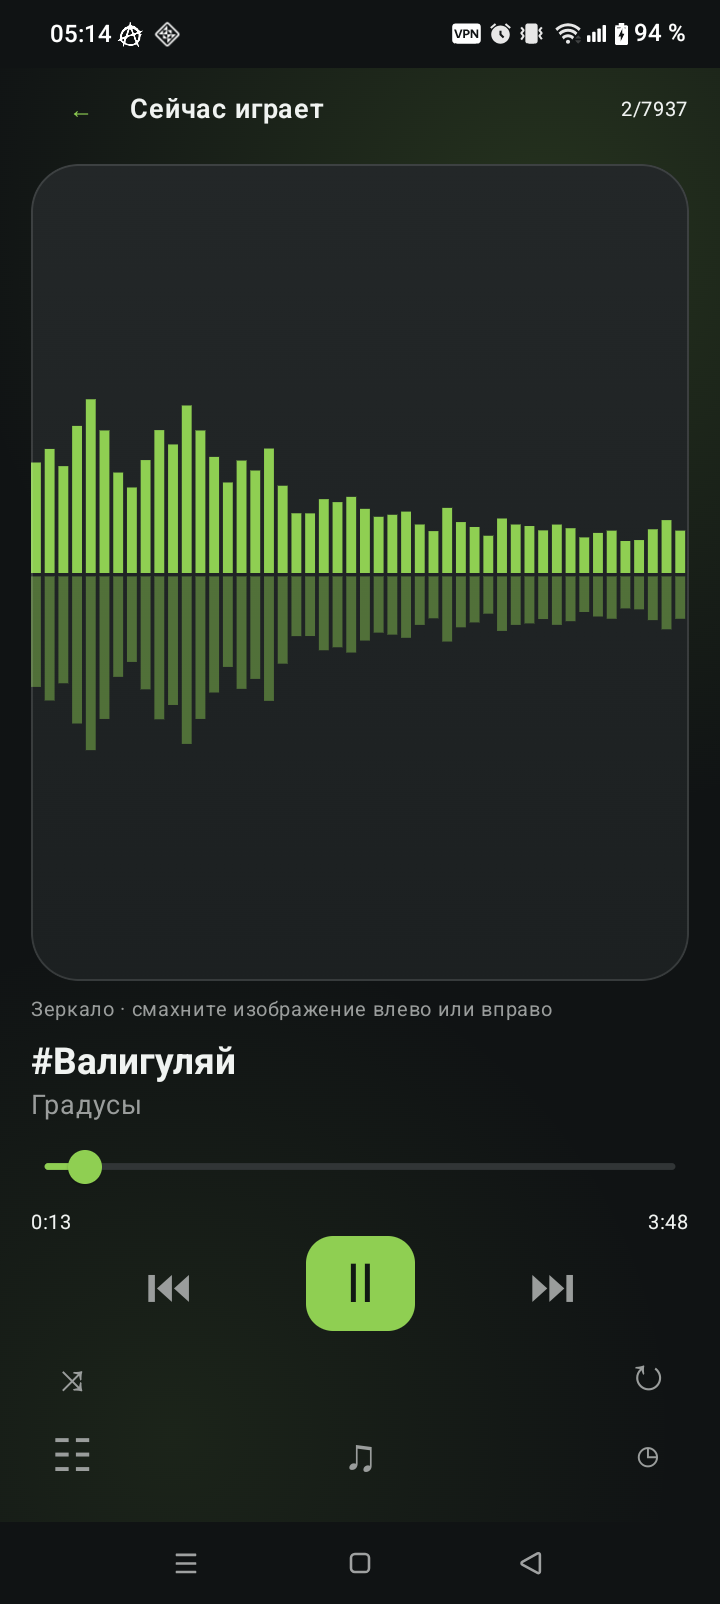 05:14 VPN 94 %
Сейчас играет 2/7937
Зеркало · смахните изображение влево или вправо
#Валигуляй
Градусы
0:13 3:48